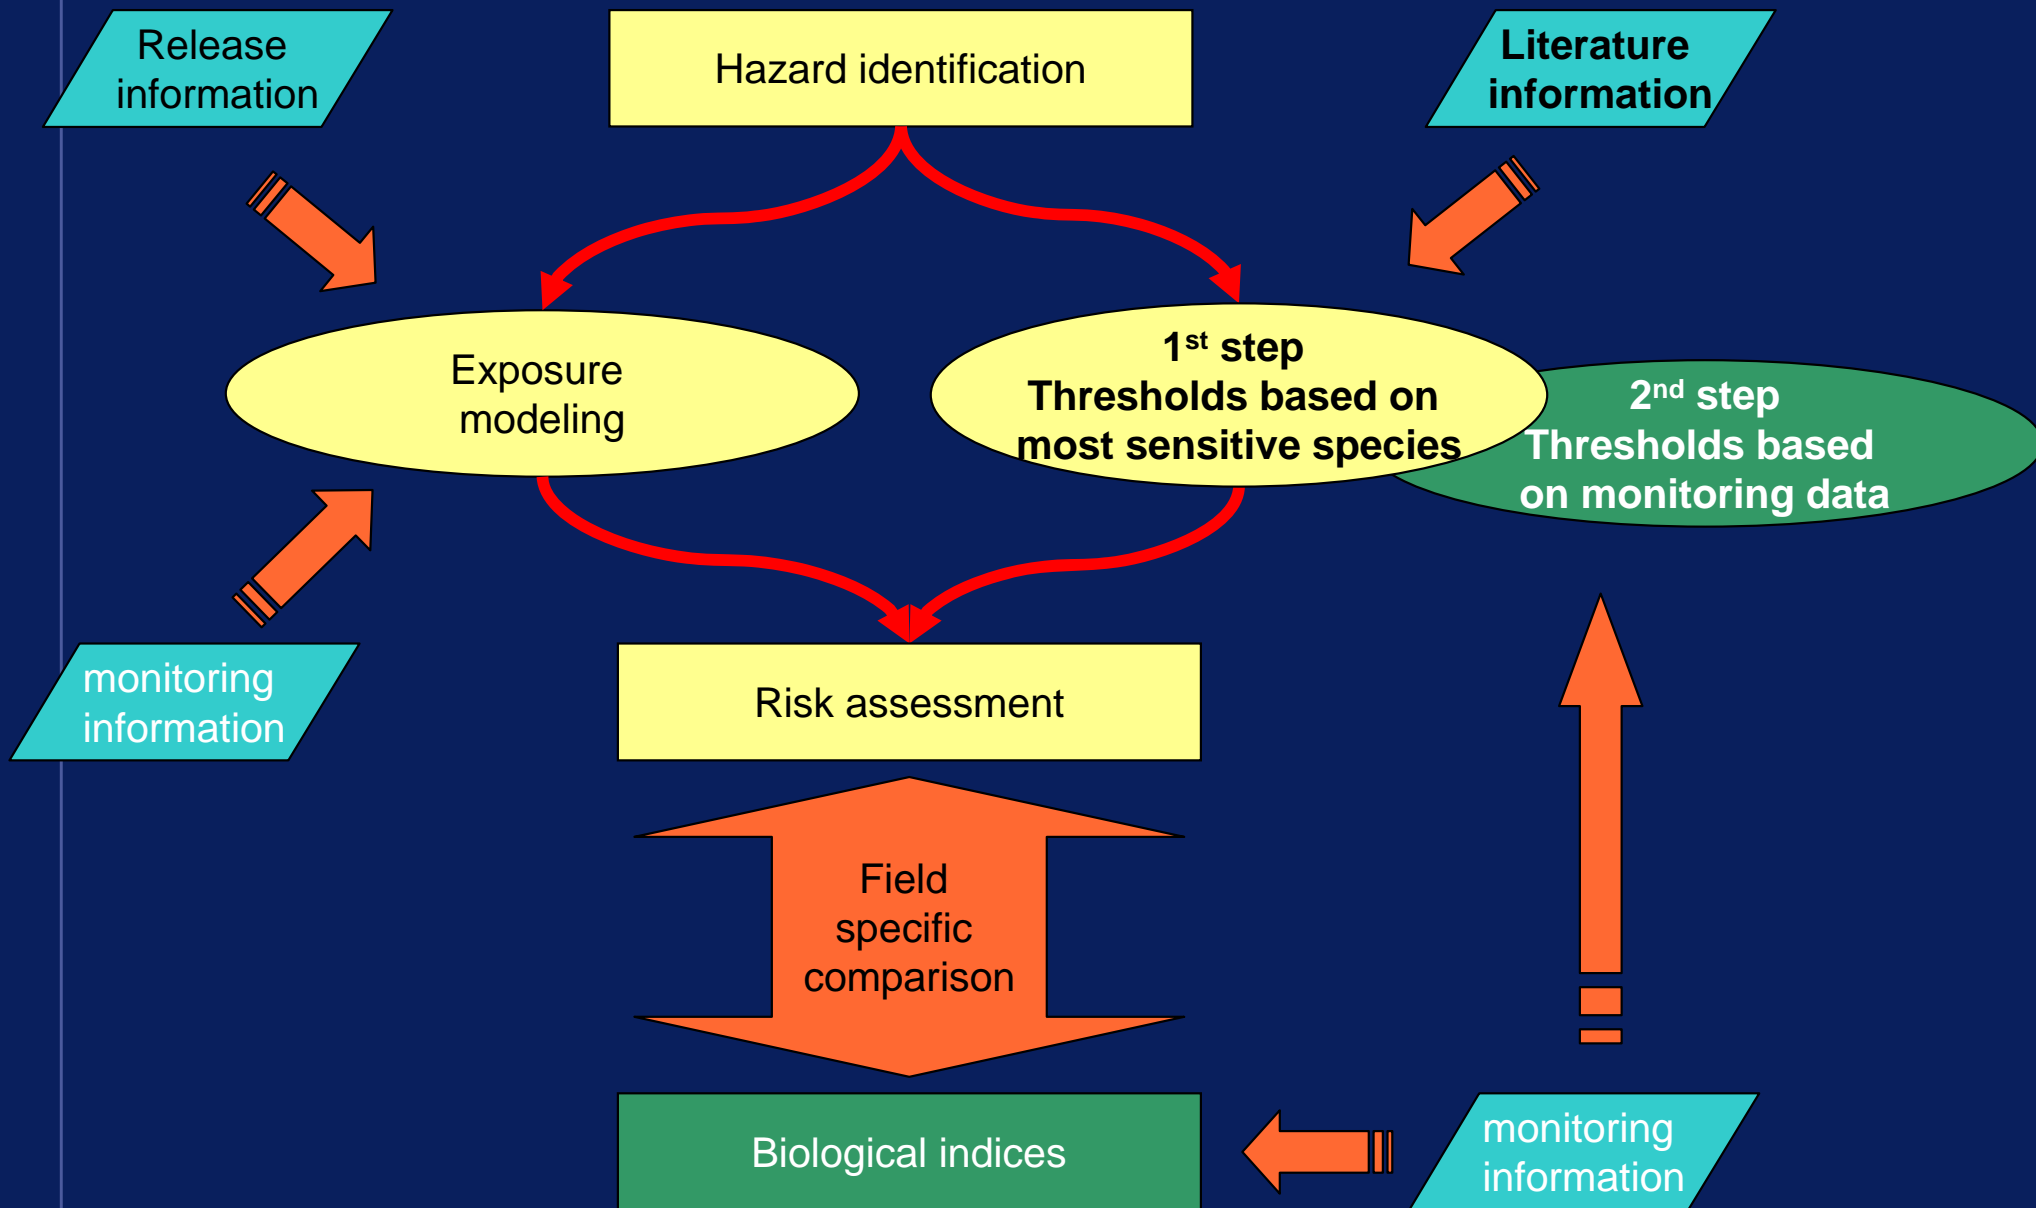 Release
information
Hazard identification
Literature
information
Exposure
modeling
1st step
Thresholds based on
most sensitive species
2nd step
Thresholds based
on monitoring data
monitoring
information
Risk assessment
Field
specific
comparison
Biological indices
monitoring
information